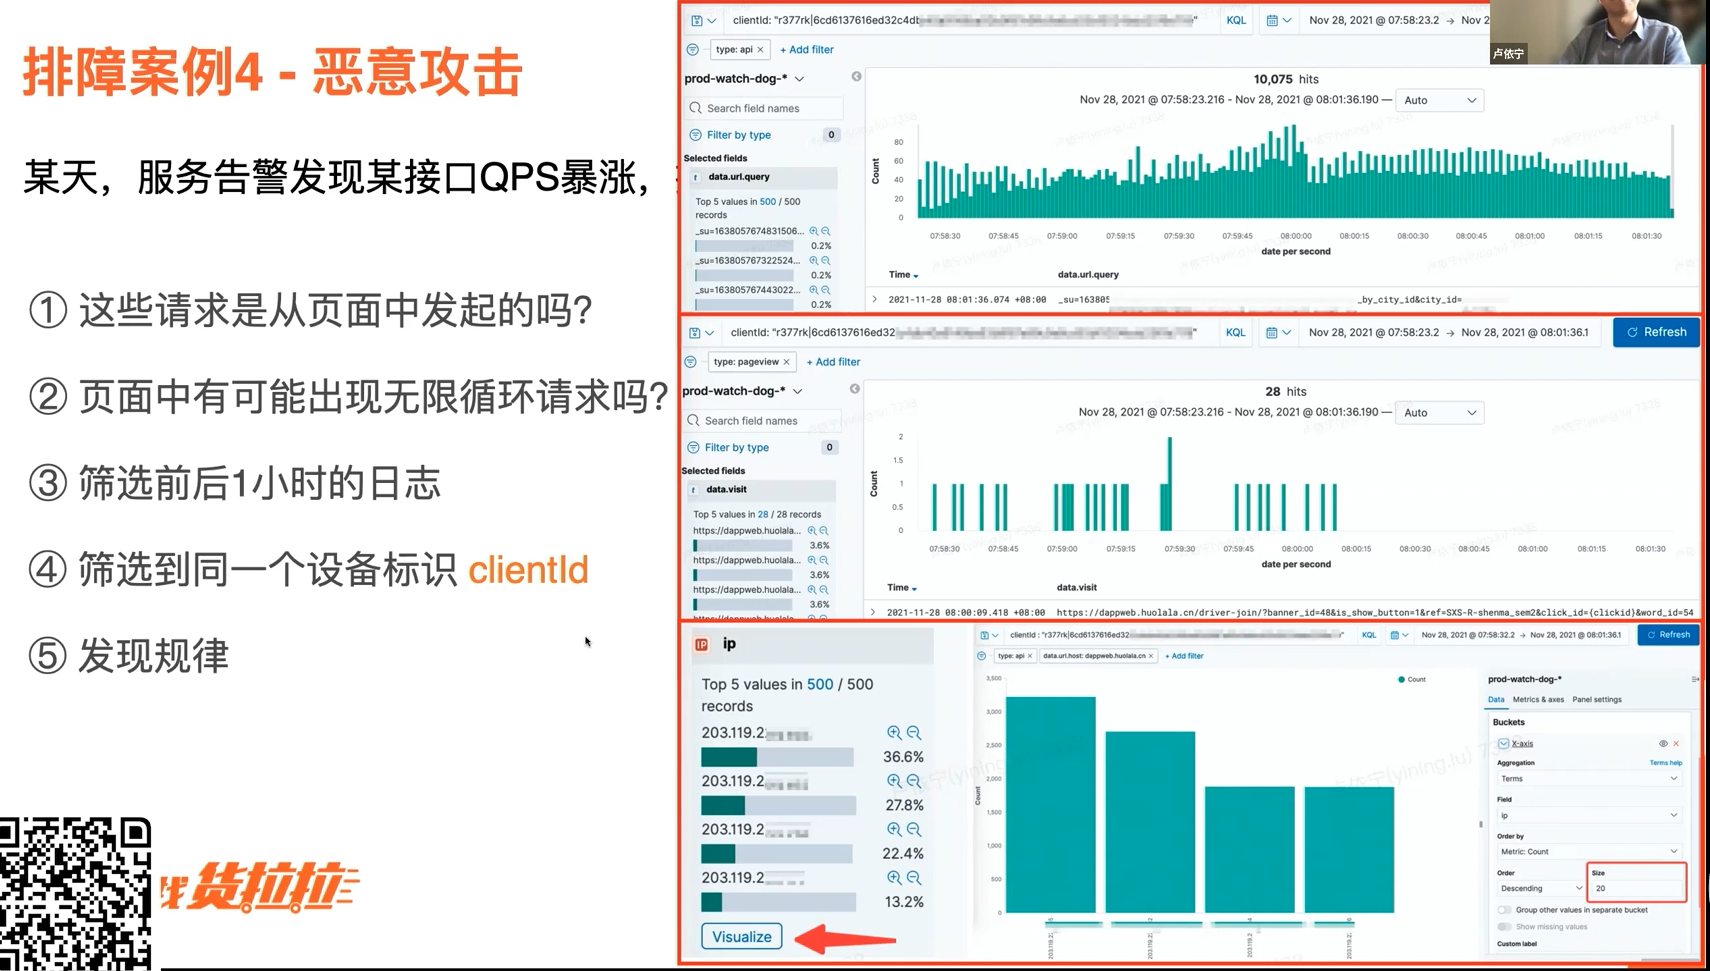 排障案例4 - 恶意攻击
某天，服务告警发现某接口QPS暴涨，
① 这些请求是从页面中发起的吗?
② 页面中有可能出现无限循环请求吗?
③ 筛选前后1小时的日志
④ 筛选到同一个设备标识 clientId
⑤ 发现规律
货拉拉
卢依宁
clientId: "r377rk|6cd6137616ed32c4db
KQL
Nov 28, 2021 @ 07:58:23.2 → Nov 2
type: api × + Add filter
prod-watch-dog-*
Search field names
Filter by type 0
Selected fields
t data.url.query
Top 5 values in 500 / 500
records
_su=1638057674831506...
0.2%
_su=163805767322524...
0.2%
_su=163805767443022...
0.2%
10,075 hits
Nov 28, 2021 @ 07:58:23.216 - Nov 28, 2021 @ 08:01:36.190 — Auto
Count
80
60
40
20
0
07:58:30 07:58:45 07:59:00 07:59:15 07:59:30 07:59:45 08:00:00 08:00:15 08:00:30 08:00:45 08:01:00 08:01:15 08:01:30
date per second
Time data.url.query
2021-11-28 08:01:36.074 +08:00 _su=163805 _by_city_id&city_id=
clientId: "r377rk|6cd6137616ed32
KQL
Nov 28, 2021 @ 07:58:23.2 → Nov 28, 2021 @ 08:01:36.1
Refresh
type: pageview × + Add filter
prod-watch-dog-*
Search field names
Filter by type 0
Selected fields
t data.visit
Top 5 values in 28 / 28 records
https://dappweb.huolala...
3.6%
https://dappweb.huolala...
3.6%
https://dappweb.huolala...
3.6%
28 hits
Nov 28, 2021 @ 07:58:23.216 - Nov 28, 2021 @ 08:01:36.190 — Auto
Count
2
1.5
1
0.5
0
07:58:30 07:58:45 07:59:00 07:59:15 07:59:30 07:59:45 08:00:00 08:00:15 08:00:30 08:00:45 08:01:00 08:01:15 08:01:30
date per second
Time data.visit
2021-11-28 08:00:09.418 +08:00 https://dappweb.huolala.cn/driver-join/?banner_id=48&is_show_button=1&ref=SXS-R-shenma_sem2&click_id={clickid}&word_id=54
IP ip
Top 5 values in 500 / 500
records
203.119.2
36.6%
203.119.2
27.8%
203.119.2
22.4%
203.119.2
13.2%
Visualize
clientId : "r377rk|6cd6137616ed32
KQL
Nov 28, 2021 @ 07:58:32.2 → Nov 28, 2021 @ 08:01:36.1
Refresh
type: api × data.url.host: dappweb.huolala.cn × + Add filter
Count
3,500
3,000
2,500
2,000
1,500
1,000
500
0
Count
203.119.2
203.119.2
203.119.2
203.119.2
prod-watch-dog-*
Data Metrics & axes Panel settings
Buckets
X-axis
Aggregation Terms help
Terms
Field
ip
Order by
Metric: Count
Order Size
Descending 20
Group other values in separate bucket
Show missing values
Custom label